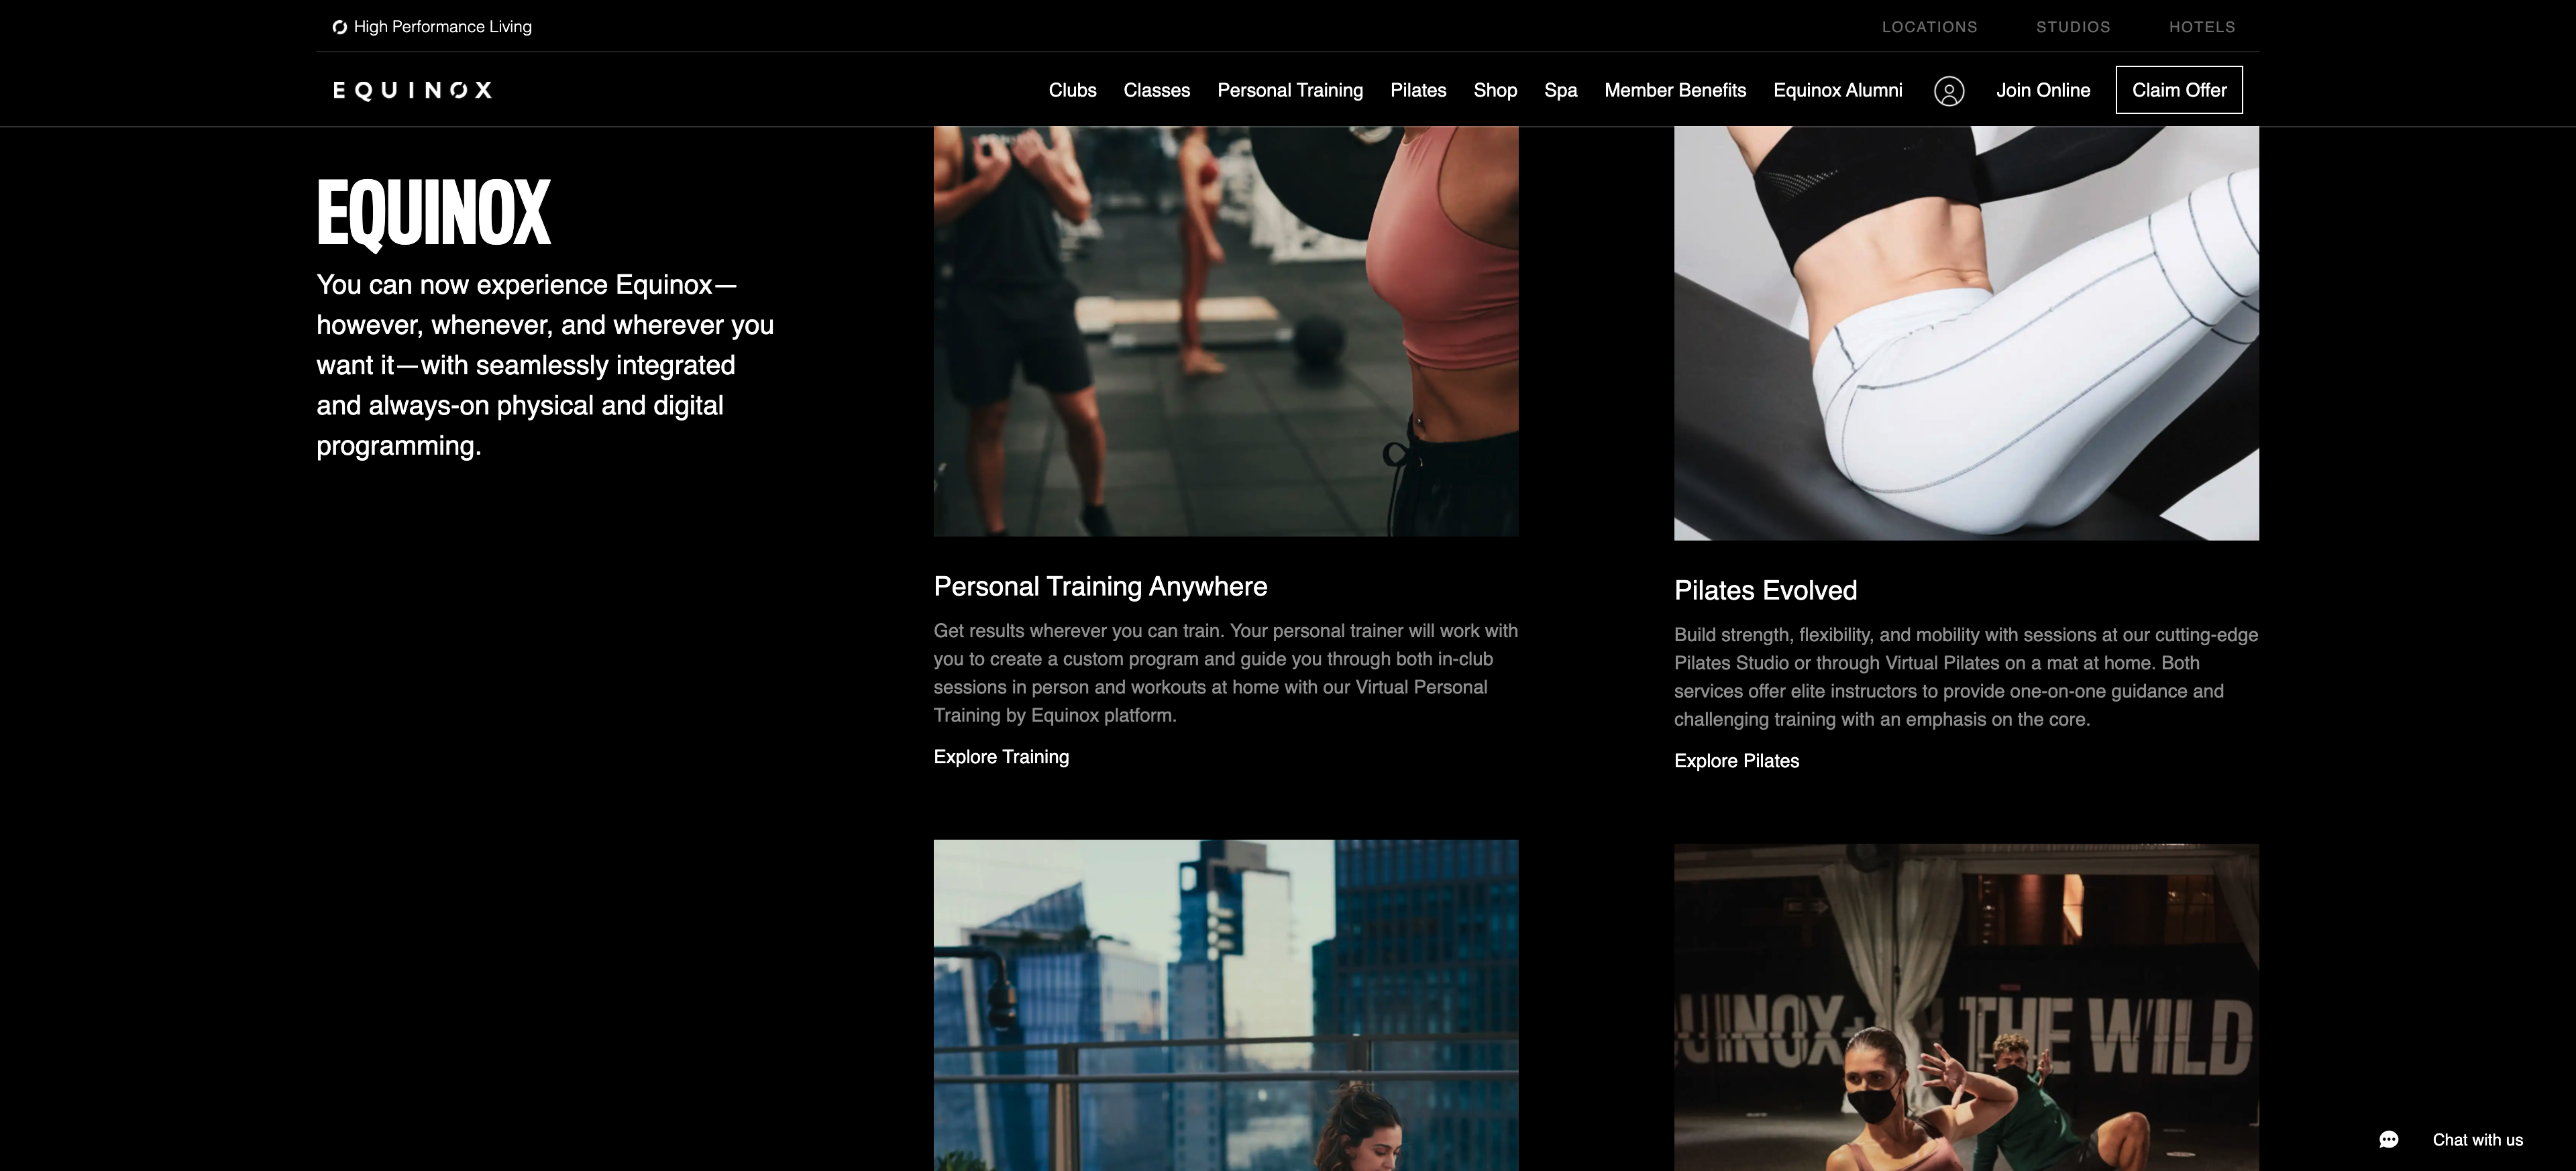 High Performance Living
LOCATIONS STUDIOS HOTELS
EQUINOX
Clubs Classes Personal Training Pilates Shop Spa Member Benefits Equinox Alumni Join Online Claim Offer
EQUINOX
You can now experience Equinox—
however, whenever, and wherever you
want it—with seamlessly integrated
and always-on physical and digital
programming.
Personal Training Anywhere
Get results wherever you can train. Your personal trainer will work with
you to create a custom program and guide you through both in-club
sessions in person and workouts at home with our Virtual Personal
Training by Equinox platform.
Explore Training
Pilates Evolved
Build strength, flexibility, and mobility with sessions at our cutting-edge
Pilates Studio or through Virtual Pilates on a mat at home. Both
services offer elite instructors to provide one-on-one guidance and
challenging training with an emphasis on the core.
Explore Pilates
UINOX+ THE WILD
Chat with us